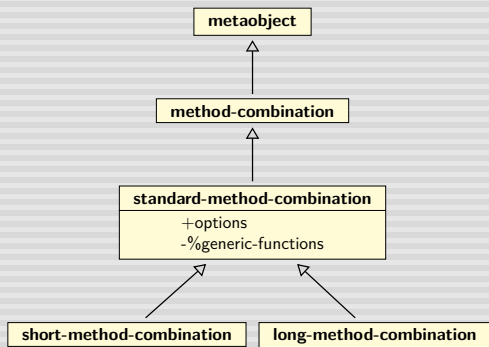 metaobject
method-combination
standard-method-combination
+options
-%generic-functions
short-method-combination
long-method-combination